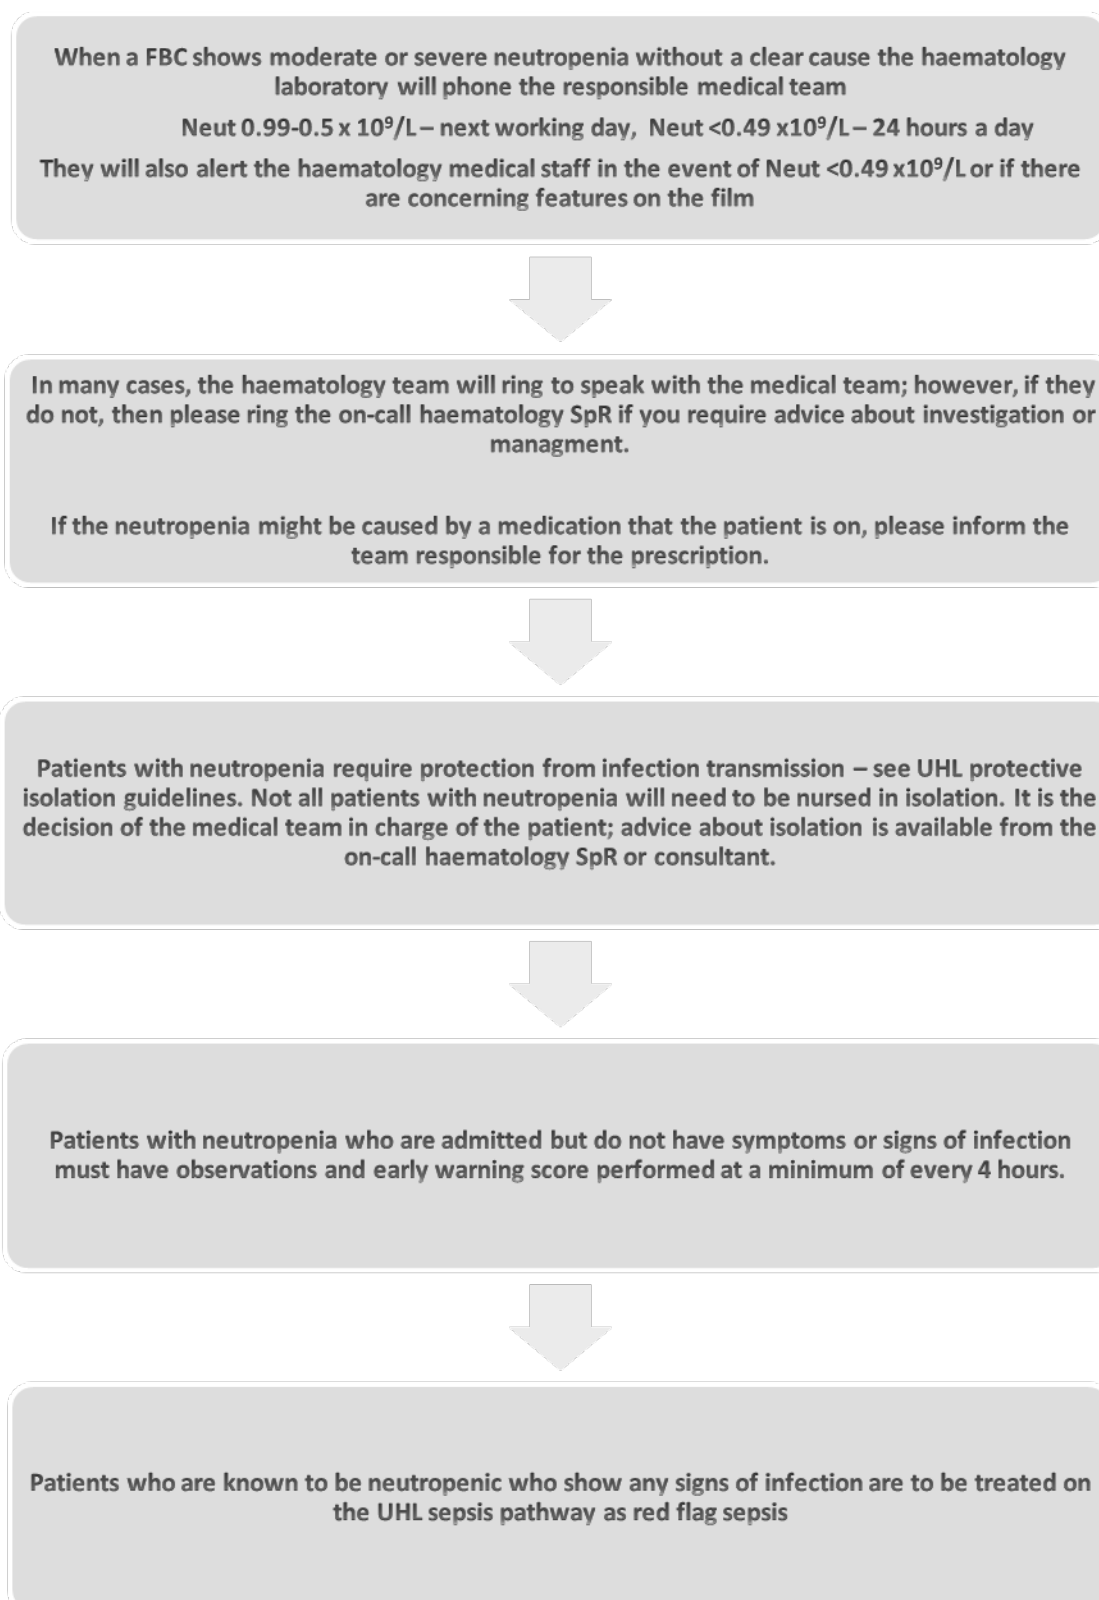 When a FBC shows moderate or severe neutropenia without a clear cause the haematology
laboratory will phone the responsible medical team
Neut 0.99-0.5 x 10⁹/L – next working day, Neut <0.49 x10⁹/L – 24 hours a day
They will also alert the haematology medical staff in the event of Neut <0.49 x10⁹/L or if there
are concerning features on the film
In many cases, the haematology team will ring to speak with the medical team; however, if they
do not, then please ring the on-call haematology SpR if you require advice about investigation or
managment.
If the neutropenia might be caused by a medication that the patient is on, please inform the
team responsible for the prescription.
Patients with neutropenia require protection from infection transmission – see UHL protective
isolation guidelines. Not all patients with neutropenia will need to be nursed in isolation. It is the
decision of the medical team in charge of the patient; advice about isolation is available from the
on-call haematology SpR or consultant.
Patients with neutropenia who are admitted but do not have symptoms or signs of infection
must have observations and early warning score performed at a minimum of every 4 hours.
Patients who are known to be neutropenic who show any signs of infection are to be treated on
the UHL sepsis pathway as red flag sepsis